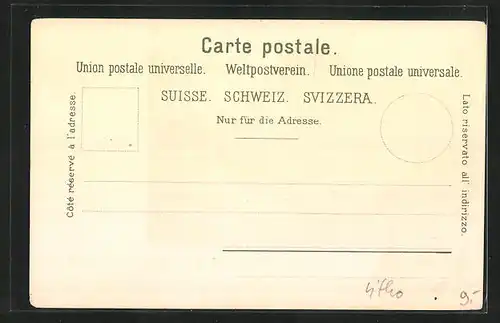 Carte postale.
Union postale universelle. Weltpostverein. Unione postale universale.
SUISSE. SCHWEIZ. SVIZZERA.
Nur für die Adresse.
Côté réservé à l'adresse.
Lato riservato all' indirizzo.
9.-